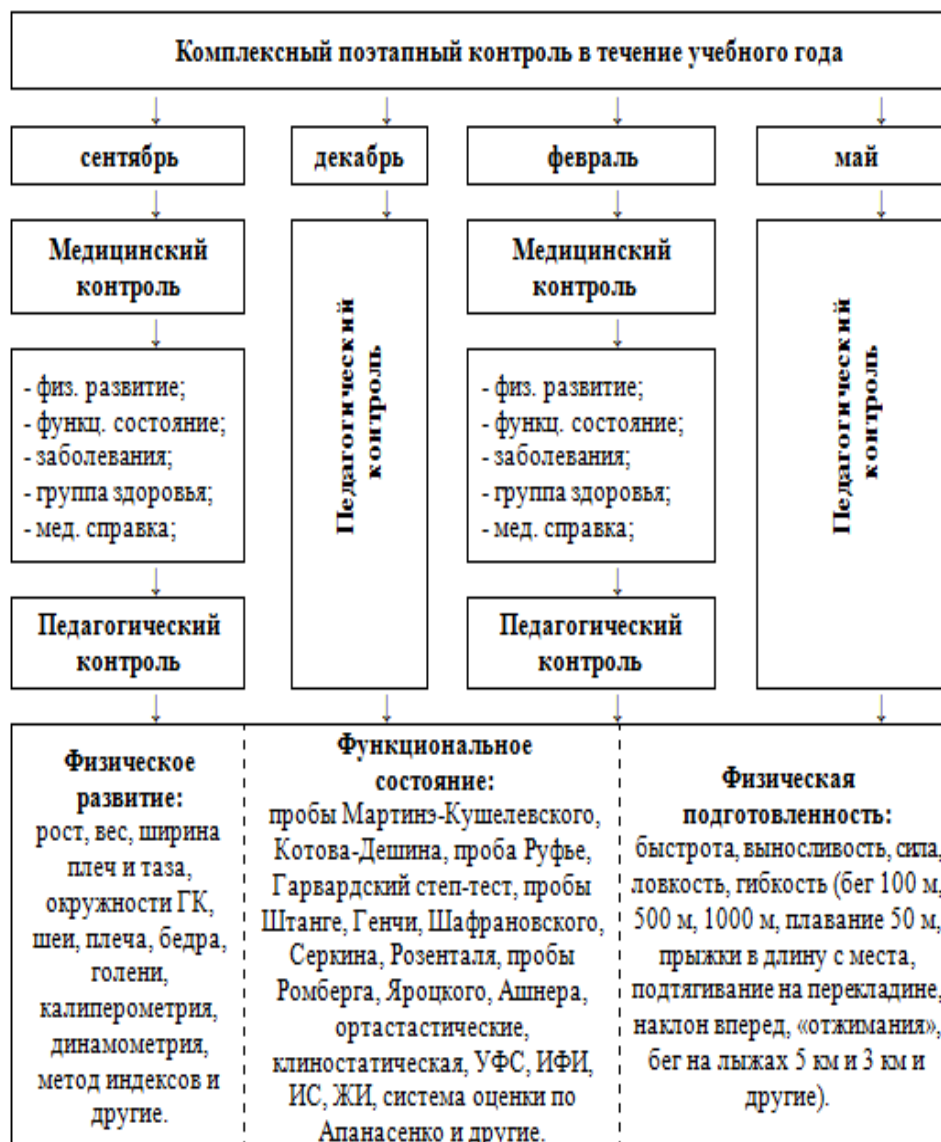 Комплексный поэтапный контроль в течение учебного года
сентябрь
декабрь
февраль
май
Медицинский
контроль
- физ. развитие;
- функц. состояние;
- заболевания;
- группа здоровья;
- мед. справка;
Педагогический
контроль
Педагогический
контроль
Медицинский
контроль
- физ. развитие;
- функц. состояние;
- заболевания;
- группа здоровья;
- мед. справка;
Педагогический
контроль
Педагогический
контроль
Физическое
развитие:
рост, вес, ширина
плеч и таза,
окружности ГК,
шеи, плеча, бедра,
голени,
калиперометрия,
динамометрия,
метод индексов и
другие.
Функциональное
состояние:
пробы Мартинэ-Кушелевского,
Котова-Дешина, проба Руфье,
Гарвардский степ-тест, пробы
Штанге, Генчи, Шафрановского,
Серкина, Розенталя, пробы
Ромберга, Яроцкого, Ашнера,
ортастастические,
клиностатическая, УФС, ИФИ,
ИС, ЖИ, система оценки по
Апанасенко и другие.
Физическая
подготовленность:
быстрота, выносливость, сила,
ловкость, гибкость (бег 100 м,
500 м, 1000 м, плавание 50 м,
прыжки в длину с места,
подтягивание на перекладине,
наклон вперед, «отжимания»,
бег на лыжах 5 км и 3 км и
другие).